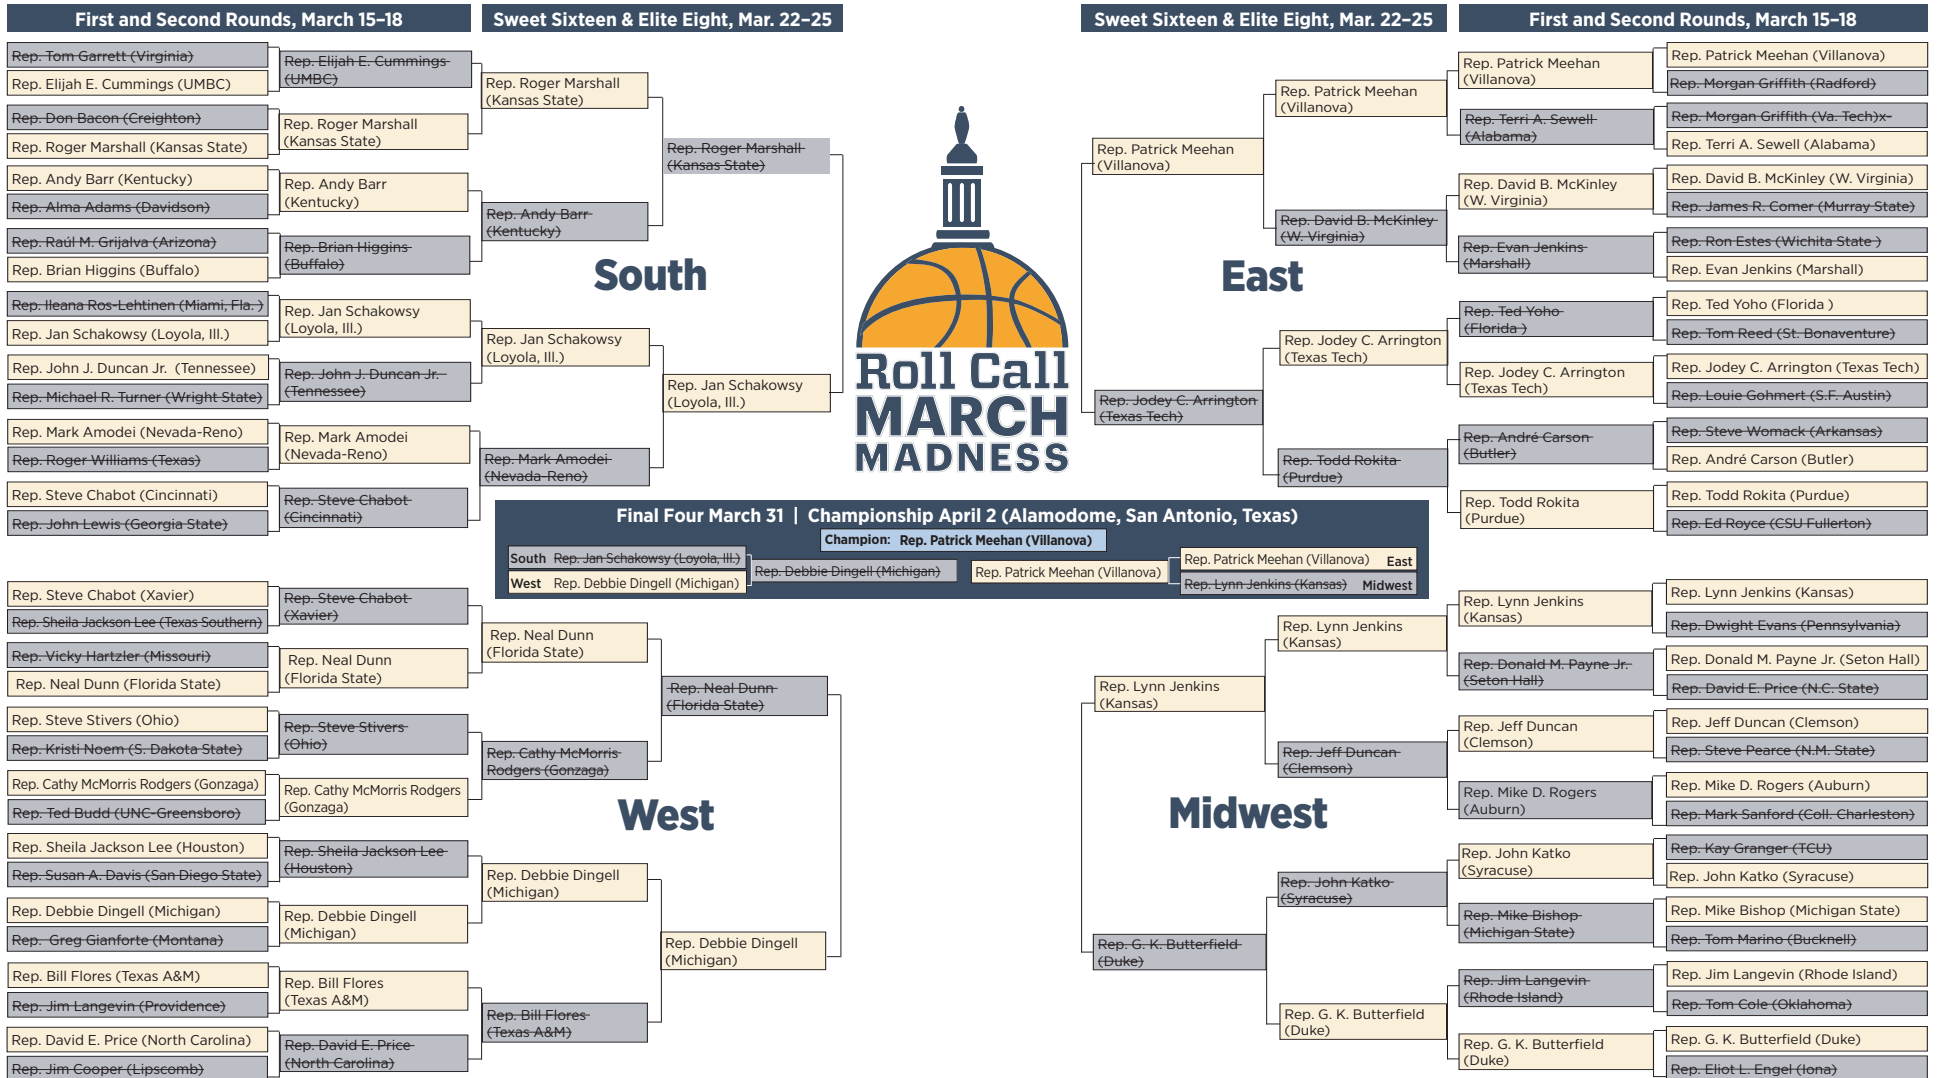 First and Second Rounds, March 15–18
Sweet Sixteen & Elite Eight, Mar. 22–25
Sweet Sixteen & Elite Eight, Mar. 22–25
First and Second Rounds, March 15–18
Rep. Tom Garrett (Virginia)
Rep. Elijah E. Cummings (UMBC)
Rep. Don Bacon (Creighton)
Rep. Roger Marshall (Kansas State)
Rep. Andy Barr (Kentucky)
Rep. Alma Adams (Davidson)
Rep. Raúl M. Grijalva (Arizona)
Rep. Brian Higgins (Buffalo)
Rep. Ileana Ros-Lehtinen (Miami, Fla. )
Rep. Jan Schakowsy (Loyola, Ill.)
Rep. John J. Duncan Jr. (Tennessee)
Rep. Michael R. Turner (Wright State)
Rep. Mark Amodei (Nevada-Reno)
Rep. Roger Williams (Texas)
Rep. Steve Chabot (Cincinnati)
Rep. John Lewis (Georgia State)
Rep. Elijah E. Cummings
(UMBC)
Rep. Roger Marshall
(Kansas State)
Rep. Andy Barr
(Kentucky)
Rep. Brian Higgins
(Buffalo)
Rep. Jan Schakowsy
(Loyola, Ill.)
Rep. John J. Duncan Jr.
(Tennessee)
Rep. Mark Amodei
(Nevada-Reno)
Rep. Steve Chabot
(Cincinnati)
Rep. Roger Marshall
(Kansas State)
Rep. Andy Barr
(Kentucky)
Rep. Jan Schakowsy
(Loyola, Ill.)
Rep. Mark Amodei
(Nevada-Reno)
Rep. Roger Marshall
(Kansas State)
Rep. Jan Schakowsy
(Loyola, Ill.)
South
Roll Call
MARCH
MADNESS
East
Rep. Patrick Meehan
(Villanova)
Rep. Jodey C. Arrington
(Texas Tech)
Rep. Patrick Meehan
(Villanova)
Rep. David B. McKinley
(W. Virginia)
Rep. Jodey C. Arrington
(Texas Tech)
Rep. Todd Rokita
(Purdue)
Rep. Patrick Meehan
(Villanova)
Rep. Terri A. Sewell
(Alabama)
Rep. David B. McKinley
(W. Virginia)
Rep. Evan Jenkins
(Marshall)
Rep. Ted Yoho
(Florida )
Rep. Jodey C. Arrington
(Texas Tech)
Rep. André Carson
(Butler)
Rep. Todd Rokita
(Purdue)
Rep. Patrick Meehan (Villanova)
Rep. Morgan Griffith (Radford)
Rep. Morgan Griffith (Va. Tech)x
Rep. Terri A. Sewell (Alabama)
Rep. David B. McKinley (W. Virginia)
Rep. James R. Comer (Murray State)
Rep. Ron Estes (Wichita State )
Rep. Evan Jenkins (Marshall)
Rep. Ted Yoho (Florida )
Rep. Tom Reed (St. Bonaventure)
Rep. Jodey C. Arrington (Texas Tech)
Rep. Louie Gohmert (S.F. Austin)
Rep. Steve Womack (Arkansas)
Rep. André Carson (Butler)
Rep. Todd Rokita (Purdue)
Rep. Ed Royce (CSU Fullerton)
Final Four March 31 | Championship April 2 (Alamodome, San Antonio, Texas)
Champion: Rep. Patrick Meehan (Villanova)
South Rep. Jan Schakowsy (Loyola, Ill.)
West Rep. Debbie Dingell (Michigan)
Rep. Debbie Dingell (Michigan)
Rep. Patrick Meehan (Villanova)
Rep. Patrick Meehan (Villanova) East
Rep. Lynn Jenkins (Kansas) Midwest
Rep. Steve Chabot (Xavier)
Rep. Sheila Jackson Lee (Texas Southern)
Rep. Vicky Hartzler (Missouri)
Rep. Neal Dunn (Florida State)
Rep. Steve Stivers (Ohio)
Rep. Kristi Noem (S. Dakota State)
Rep. Cathy McMorris Rodgers (Gonzaga)
Rep. Ted Budd (UNC-Greensboro)
Rep. Sheila Jackson Lee (Houston)
Rep. Susan A. Davis (San Diego State)
Rep. Debbie Dingell (Michigan)
Rep. Greg Gianforte (Montana)
Rep. Bill Flores (Texas A&M)
Rep. Jim Langevin (Providence)
Rep. David E. Price (North Carolina)
Rep. Jim Cooper (Lipscomb)
Rep. Steve Chabot
(Xavier)
Rep. Neal Dunn
(Florida State)
Rep. Steve Stivers
(Ohio)
Rep. Cathy McMorris Rodgers
(Gonzaga)
Rep. Sheila Jackson Lee
(Houston)
Rep. Debbie Dingell
(Michigan)
Rep. Bill Flores
(Texas A&M)
Rep. David E. Price
(North Carolina)
Rep. Neal Dunn
(Florida State)
Rep. Cathy McMorris
Rodgers (Gonzaga)
Rep. Debbie Dingell
(Michigan)
Rep. Bill Flores
(Texas A&M)
Rep. Neal Dunn
(Florida State)
Rep. Debbie Dingell
(Michigan)
West
Midwest
Rep. Lynn Jenkins
(Kansas)
Rep. G. K. Butterfield
(Duke)
Rep. Lynn Jenkins
(Kansas)
Rep. Jeff Duncan
(Clemson)
Rep. John Katko
(Syracuse)
Rep. G. K. Butterfield
(Duke)
Rep. Lynn Jenkins
(Kansas)
Rep. Donald M. Payne Jr.
(Seton Hall)
Rep. Jeff Duncan
(Clemson)
Rep. Mike D. Rogers
(Auburn)
Rep. John Katko
(Syracuse)
Rep. Mike Bishop
(Michigan State)
Rep. Jim Langevin
(Rhode Island)
Rep. G. K. Butterfield
(Duke)
Rep. Lynn Jenkins (Kansas)
Rep. Dwight Evans (Pennsylvania)
Rep. Donald M. Payne Jr. (Seton Hall)
Rep. David E. Price (N.C. State)
Rep. Jeff Duncan (Clemson)
Rep. Steve Pearce (N.M. State)
Rep. Mike D. Rogers (Auburn)
Rep. Mark Sanford (Coll. Charleston)
Rep. Kay Granger (TCU)
Rep. John Katko (Syracuse)
Rep. Mike Bishop (Michigan State)
Rep. Tom Marino (Bucknell)
Rep. Jim Langevin (Rhode Island)
Rep. Tom Cole (Oklahoma)
Rep. G. K. Butterfield (Duke)
Rep. Eliot L. Engel (Iona)